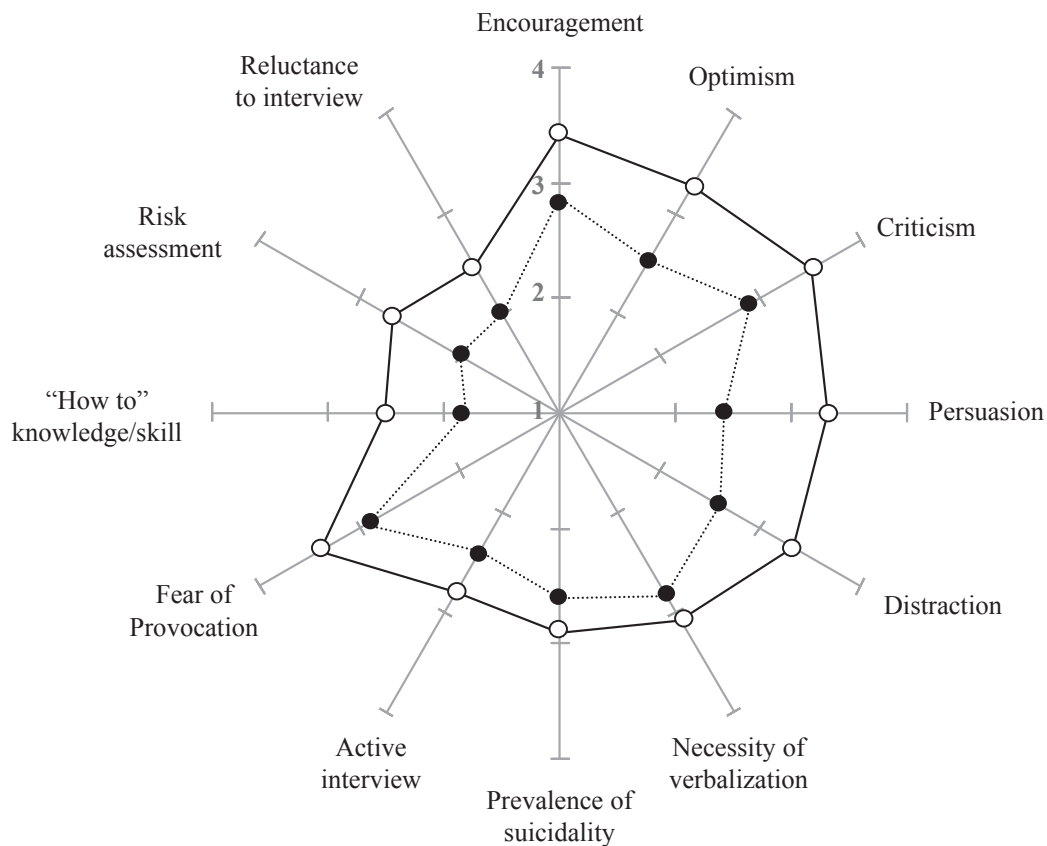 Encouragement
Reluctance
to interview
4
Optimism
3
Risk
assessment
Criticism
2
“How to”
knowledge/skill
1
Persuasion
Fear of
Provocation
Distraction
Active
interview
Necessity of
verbalization
Prevalence of
suicidality